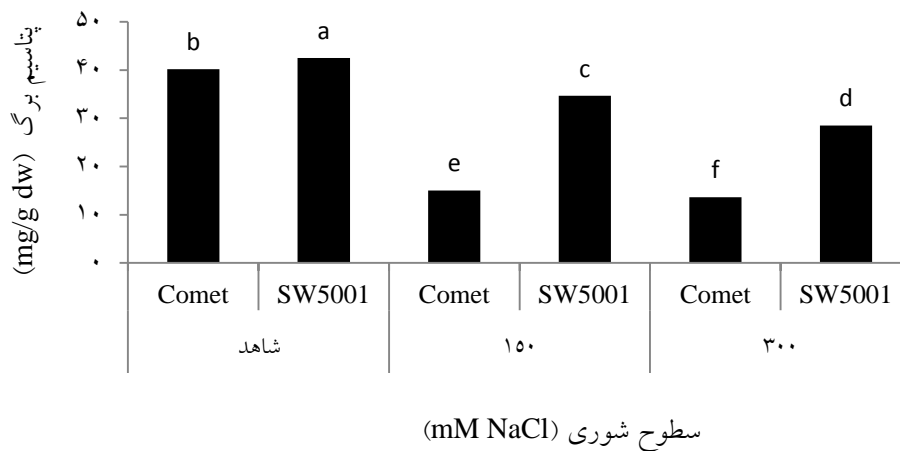 پتاسیم برگ (mg/g dw)
۵۰
۴۰
۳۰
۲۰
۱۰
۰
b
a
e
c
f
d
Comet SW5001 Comet SW5001 Comet SW5001
شاهد ۱۵۰ ۳۰۰
سطوح شوری (mM NaCl)